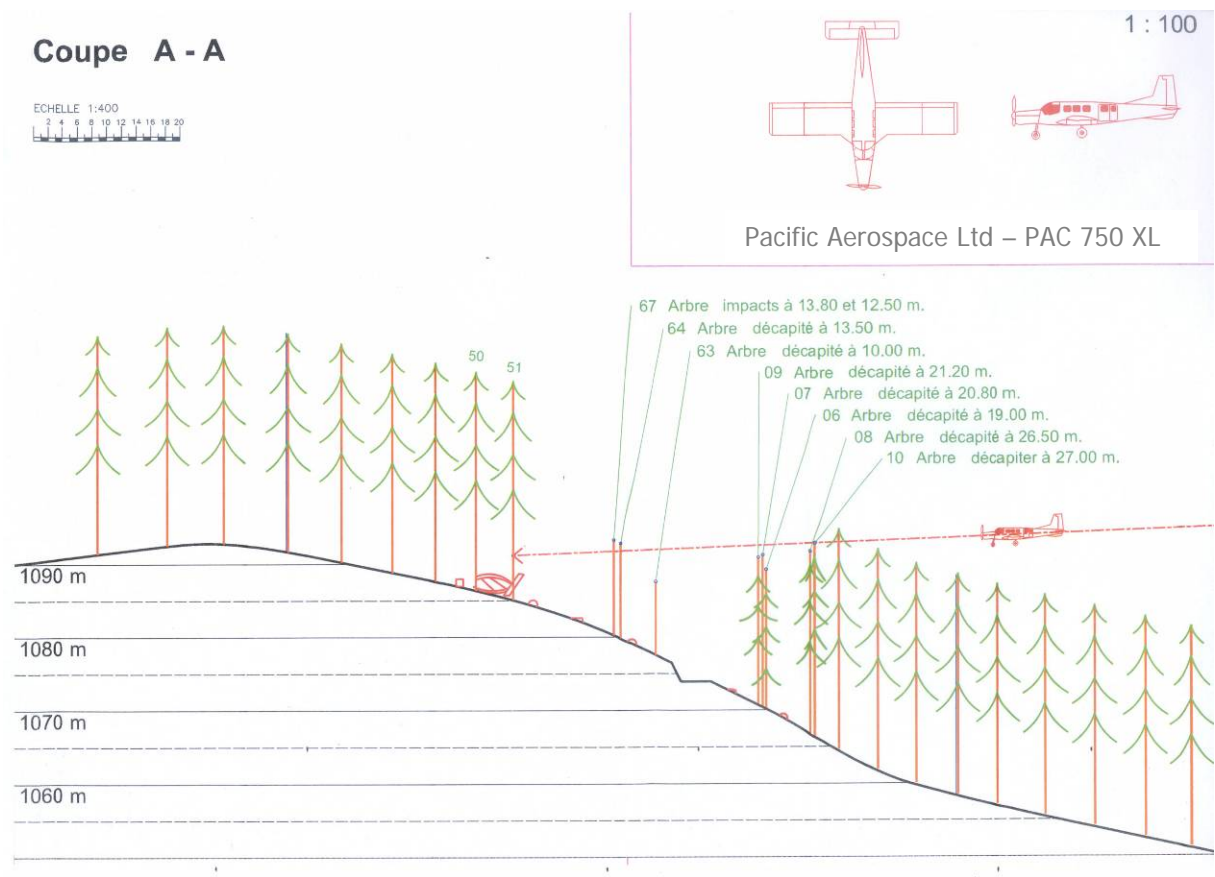 Coupe A - A
1 : 100
ECHELLE 1:400
2 4 6 8 10 12 14 16 18 20
Pacific Aerospace Ltd – PAC 750 XL
67 Arbre impacts à 13.80 et 12.50 m.
64 Arbre décapité à 13.50 m.
63 Arbre décapité à 10.00 m.
09 Arbre décapité à 21.20 m.
07 Arbre décapité à 20.80 m.
06 Arbre décapité à 19.00 m.
08 Arbre décapité à 26.50 m.
10 Arbre décapiter à 27.00 m.
50
51
1090 m
1080 m
1070 m
1060 m